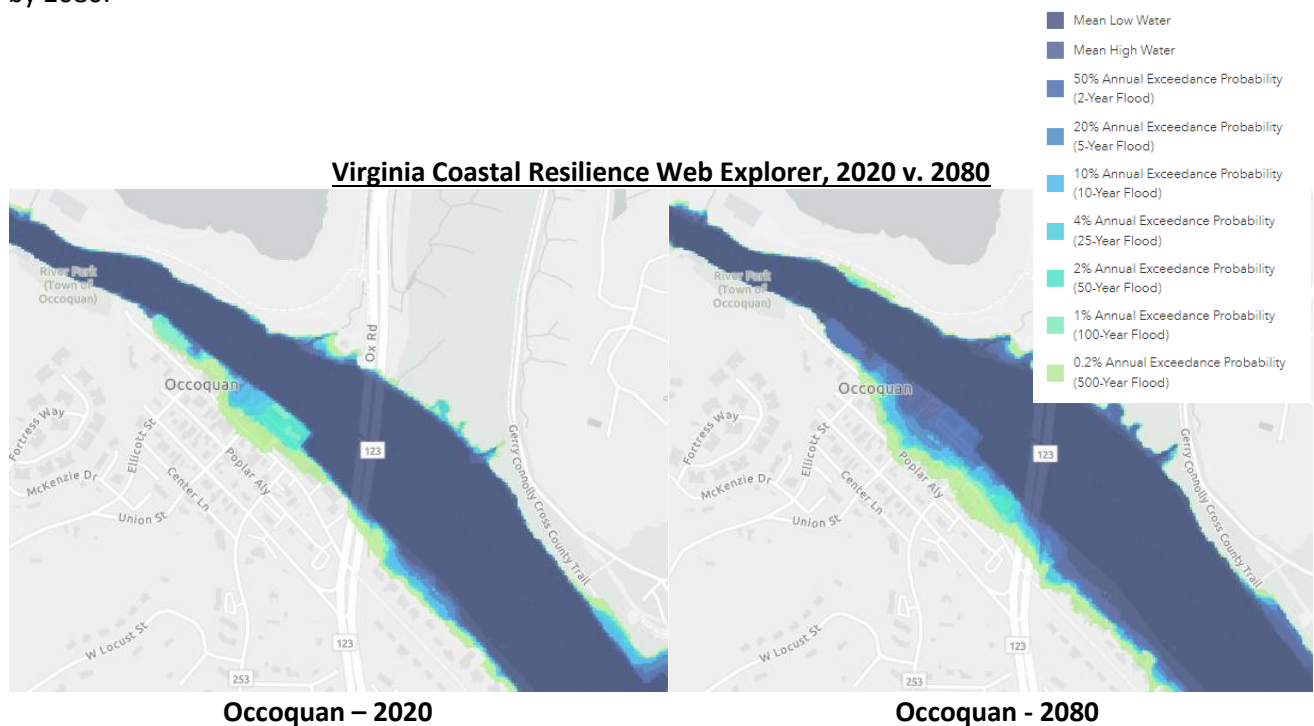 by 2080.
Mean Low Water
Mean High Water
50% Annual Exceedance Probability
(2-Year Flood)
20% Annual Exceedance Probability
(5-Year Flood)
10% Annual Exceedance Probability
(10-Year Flood)
4% Annual Exceedance Probability
(25-Year Flood)
2% Annual Exceedance Probability
(50-Year Flood)
1% Annual Exceedance Probability
(100-Year Flood)
0.2% Annual Exceedance Probability
(500-Year Flood)
Virginia Coastal Resilience Web Explorer, 2020 v. 2080
River Park
(Town of
Occoquan)
Ox Rd
Occoquan
Fortress Way
Ellicott St
123
McKenzie Dr
Center Ln
Poplar Aly
Union St
Gerry Connolly Cross County Trail
W Locust St
123
253
River Park
(Town of
Occoquan)
Occoquan
Fortress Way
Ellicott St
123
McKenzie Dr
Center Ln
Poplar Aly
Union St
Gerry Connolly Cross County Trail
W Locust St
123
253
Occoquan – 2020
Occoquan - 2080